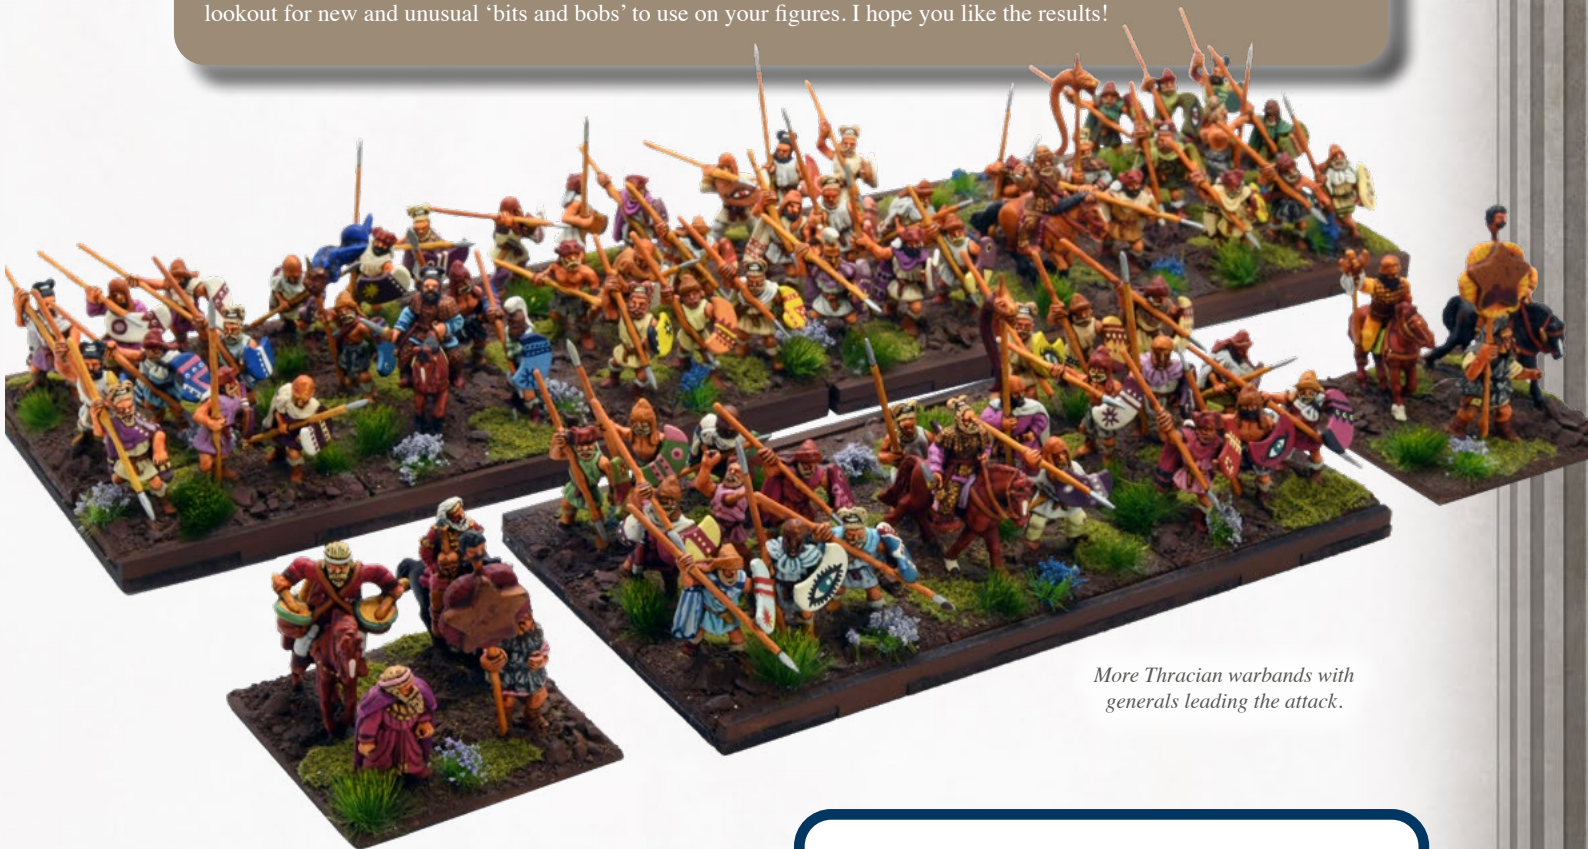 lookout for new and unusual ‘bits and bobs’ to use on your figures. I hope you like the results!
More Thracian warbands with
generals leading the attack.